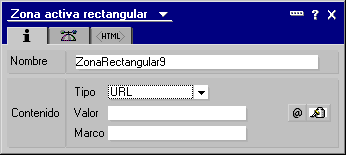 Zona activa rectangular
<HTML>
Nombre ZonaRectangular9
Tipo URL
Contenido Valor @
Marco